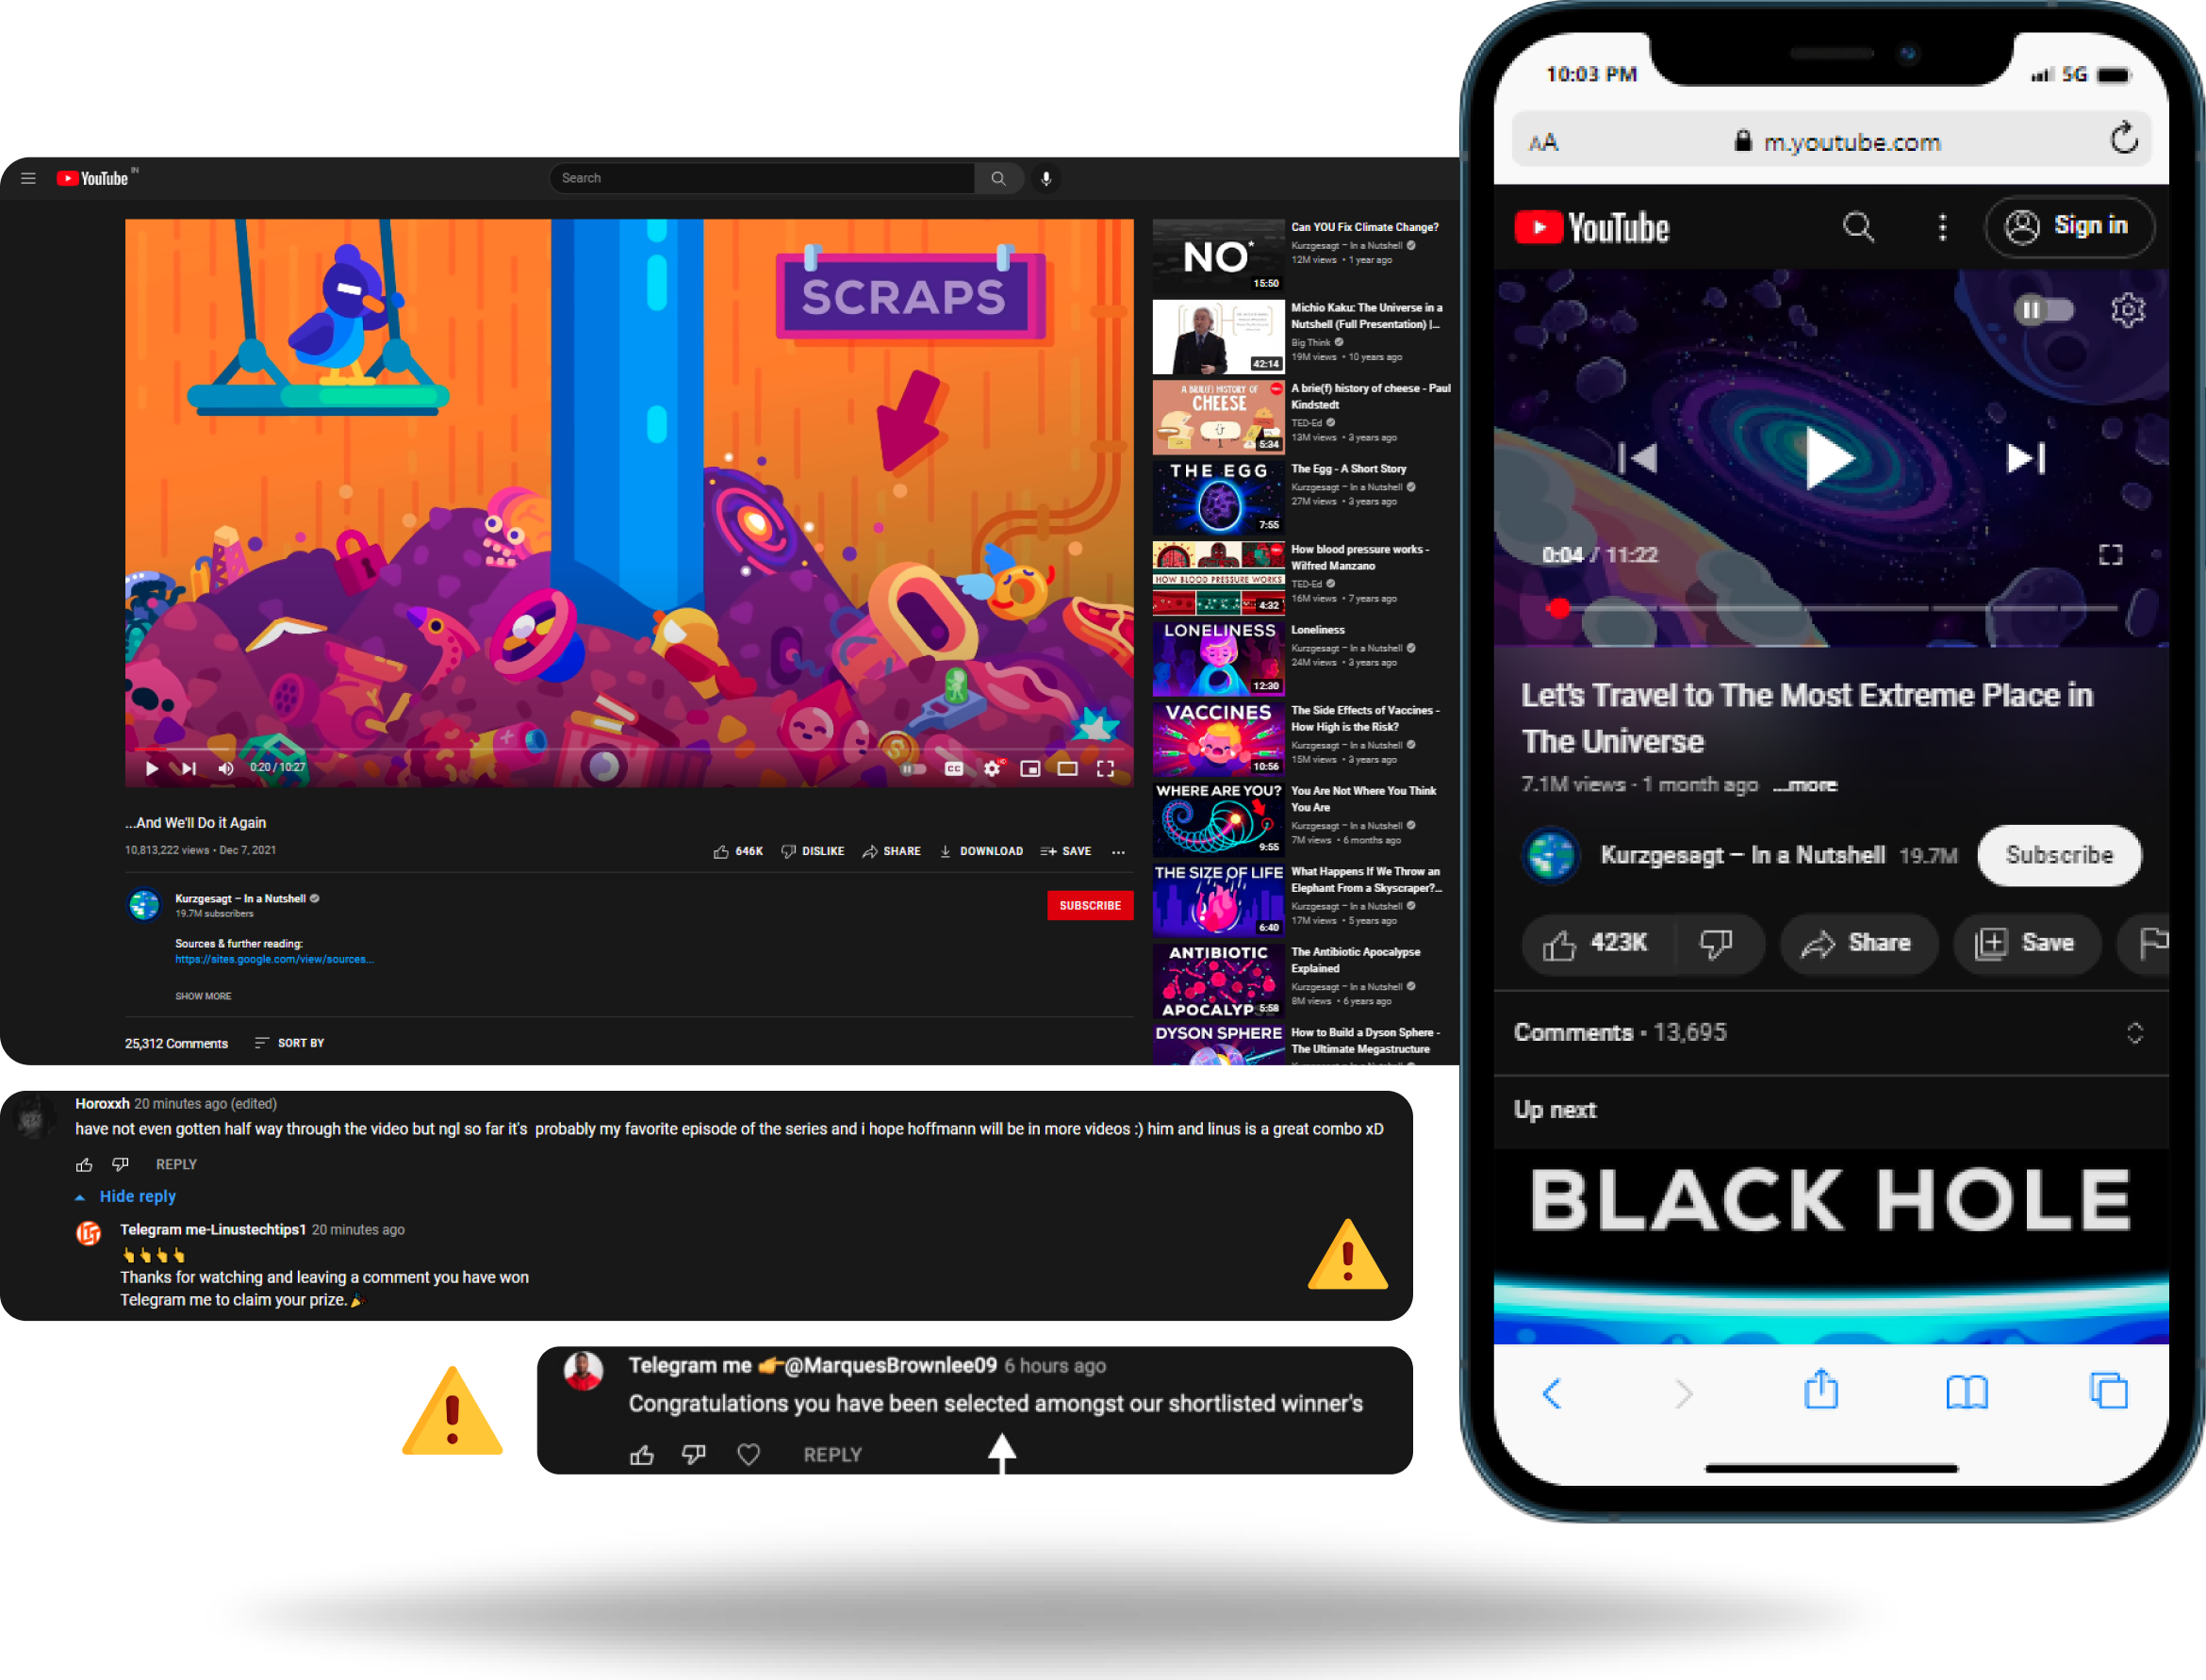 YouTube IN
Search
SCRAPS
0:20 / 10:27
CC
HD
...And We'll Do it Again
10,813,222 views • Dec 7, 2021
646K DISLIKE SHARE DOWNLOAD SAVE ...
Kurzgesagt – In a Nutshell
19.7M subscribers
SUBSCRIBE
Sources & further reading:
https://sites.google.com/view/sources...
SHOW MORE
25,312 Comments SORT BY
NO*
15:50
Can YOU Fix Climate Change?
Kurzgesagt – In a Nutshell
12M views • 1 year ago
42:14
Michio Kaku: The Universe in a
Nutshell (Full Presentation) |...
Big Think
19M views • 10 years ago
A BRIE(F) HISTORY OF
CHEESE
5:34
A brie(f) history of cheese - Paul
Kindstedt
TED-Ed
13M views • 3 years ago
THE EGG
7:55
The Egg - A Short Story
Kurzgesagt – In a Nutshell
27M views • 3 years ago
HOW BLOOD PRESSURE WORKS
4:32
How blood pressure works -
Wilfred Manzano
TED-Ed
16M views • 7 years ago
LONELINESS
12:30
Loneliness
Kurzgesagt – In a Nutshell
24M views • 3 years ago
VACCINES
10:56
The Side Effects of Vaccines -
How High is the Risk?
Kurzgesagt – In a Nutshell
15M views • 3 years ago
WHERE ARE YOU?
9:55
You Are Not Where You Think
You Are
Kurzgesagt – In a Nutshell
7M views • 6 months ago
THE SIZE OF LIFE
6:40
What Happens If We Throw an
Elephant From a Skyscraper?...
Kurzgesagt – In a Nutshell
17M views • 5 years ago
ANTIBIOTIC
APOCALYP
5:58
The Antibiotic Apocalypse
Explained
Kurzgesagt – In a Nutshell
8M views • 6 years ago
DYSON SPHERE
How to Build a Dyson Sphere -
The Ultimate Megastructure
Horoxxh 20 minutes ago (edited)
have not even gotten half way through the video but ngl so far it's probably my favorite episode of the series and i hope hoffmann will be in more videos :) him and linus is a great combo xD
REPLY
Hide reply
Telegram me-Linustechtips1 20 minutes ago
👆👆👆👆
Thanks for watching and leaving a comment you have won
Telegram me to claim your prize.🎉
Telegram me 👉@MarquesBrownlee09 6 hours ago
Congratulations you have been selected amongst our shortlisted winner's
REPLY
10:03 PM 5G
AA m.youtube.com
YouTube Sign in
0:04 / 11:22
Let's Travel to The Most Extreme Place in
The Universe
7.1M views • 1 month ago ...more
Kurzgesagt – In a Nutshell 19.7M Subscribe
423K Share Save
Comments • 13,695
Up next
BLACK HOLE